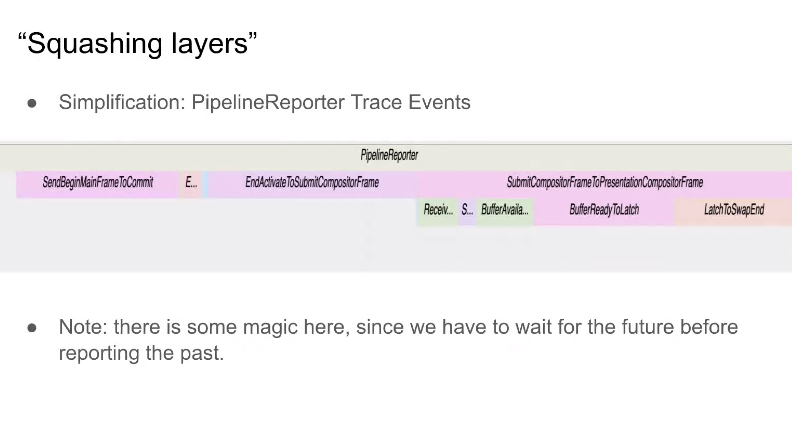 “Squashing layers”
● Simplification: PipelineReporter Trace Events
PipelineReporter
SendBeginMainFrameToCommit E... EndActivateToSubmitCompositorFrame SubmitCompositorFrameToPresentationCompositorFrame
Receiv... S... BufferAvaila... BufferReadyToLatch LatchToSwapEnd
● Note: there is some magic here, since we have to wait for the future before
reporting the past.